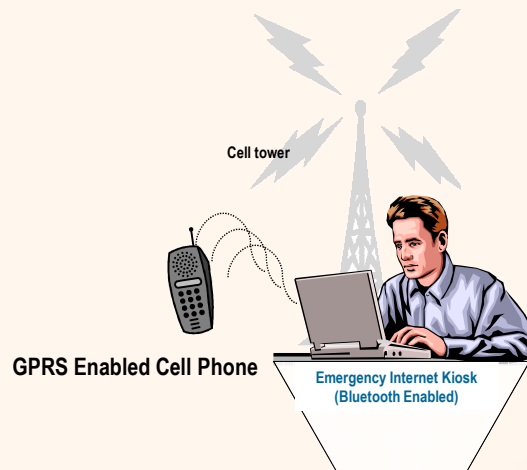 Cell tower
GPRS Enabled Cell Phone
Emergency Internet Kiosk
(Bluetooth Enabled)